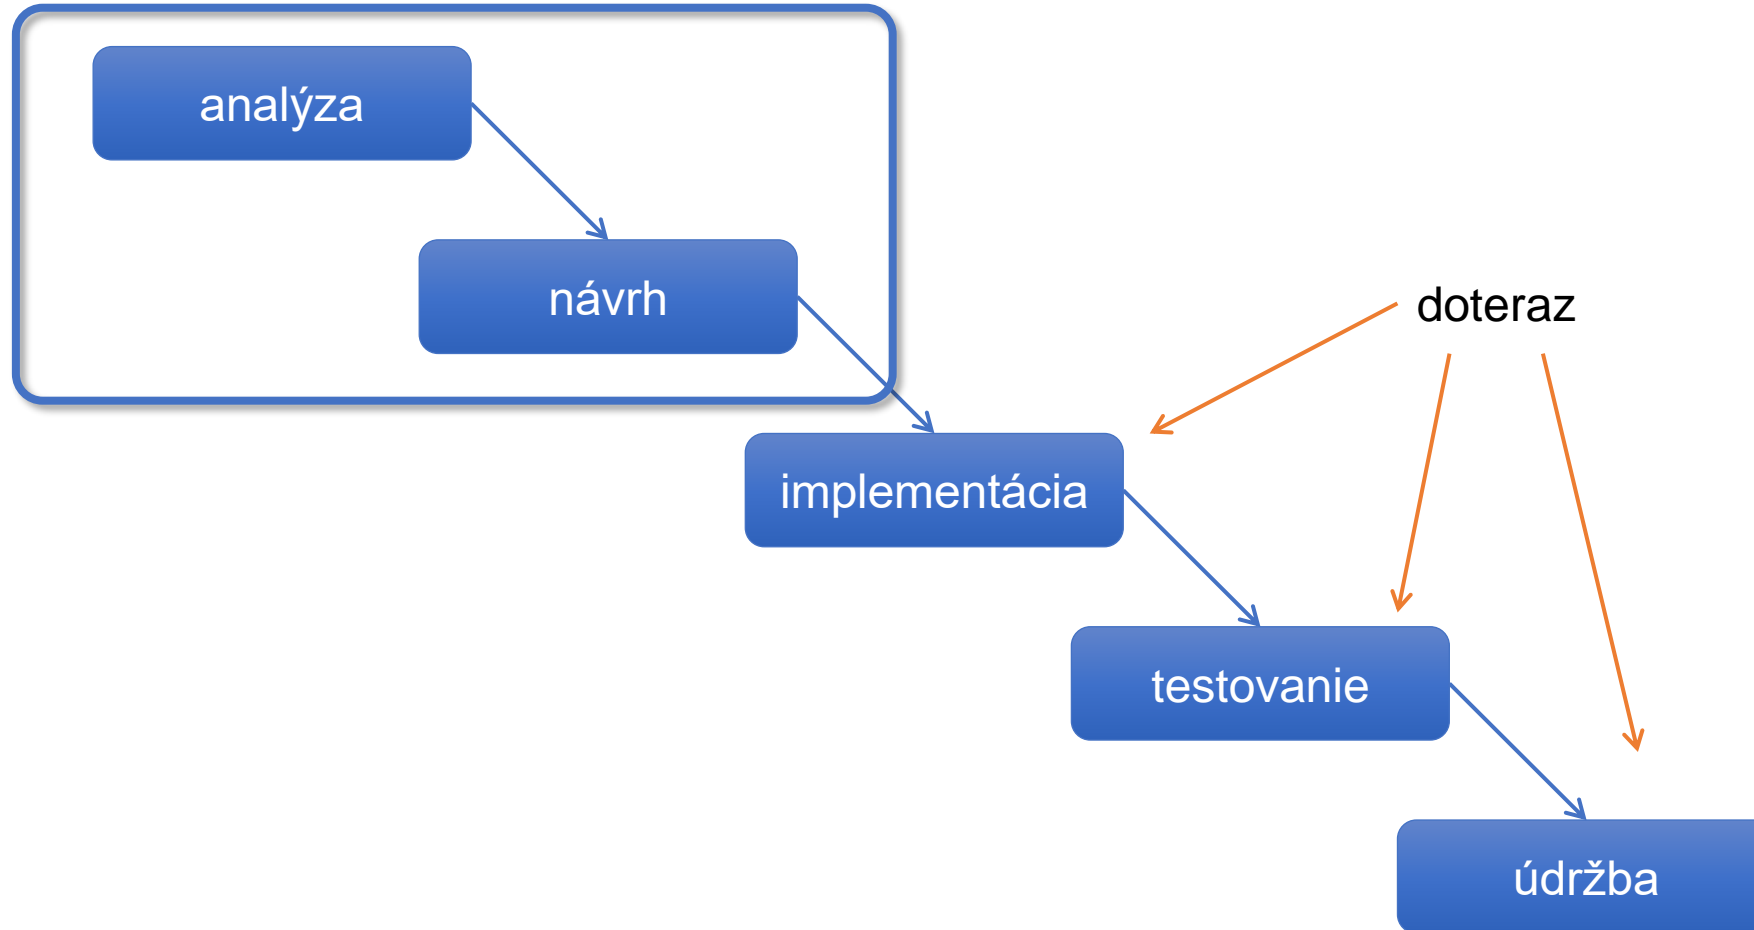 analýza
návrh
doteraz
implementácia
testovanie
údržba